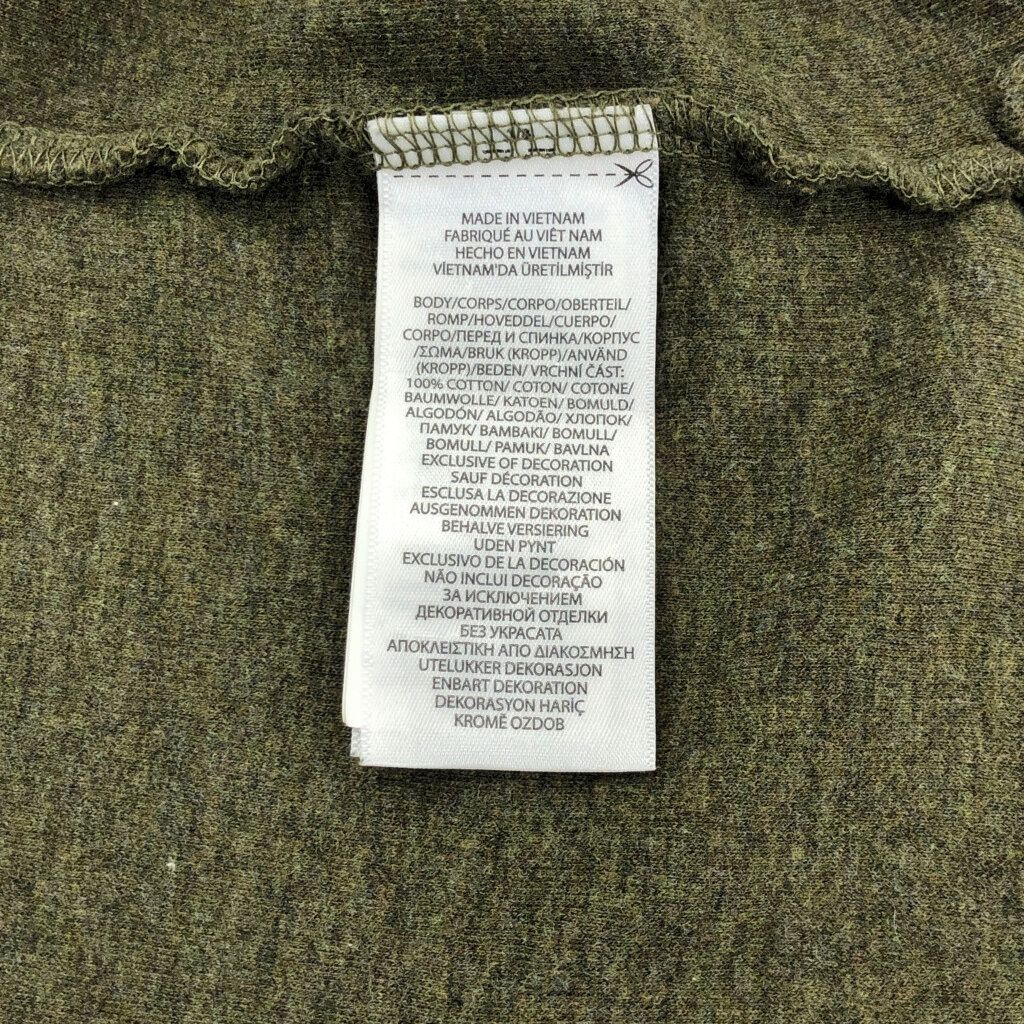 MADE IN VIETNAM
FABRIQUÉ AU VIÊT NAM
HECHO EN VIETNAM
VİETNAM'DA ÜRETİLMİŞTİR
BODY/CORPS/CORPO/OBERTEIL/
ROMP/HOVEDDEL/CUERPO/
CORPO/ПЕРЕД И СПИНКА/КОРПУС
/ΣΩΜΑ/BRUK (KROPP)/ANVÄND
(KROPP)/BEDEN/ VRCHNÍ ČÁST:
100% COTTON/ COTON/ COTONE/
BAUMWOLLE/ KATOEN/ BOMULD/
ALGODÓN/ ALGODÃO/ ХЛОПОК/
ПАМУК/ BAMBAKI/ BOMULL/
BOMULL/ PAMUK/ BAVLNA
EXCLUSIVE OF DECORATION
SAUF DÉCORATION
ESCLUSA LA DECORAZIONE
AUSGENOMMEN DEKORATION
BEHALVE VERSIERING
UDEN PYNT
EXCLUSIVO DE LA DECORACIÓN
NÃO INCLUI DECORAÇÃO
ЗА ИСКЛЮЧЕНИЕМ
ДЕКОРАТИВНОЙ ОТДЕЛКИ
БЕЗ УКРАСАТА
ΑΠΟΚΛΕΙΣΤΙΚΗ ΑΠΟ ΔΙΑΚΟΣΜΗΣΗ
UTELUKKER DEKORASJON
ENBART DEKORATION
DEKORASYON HARİÇ
KROMĚ OZDOB